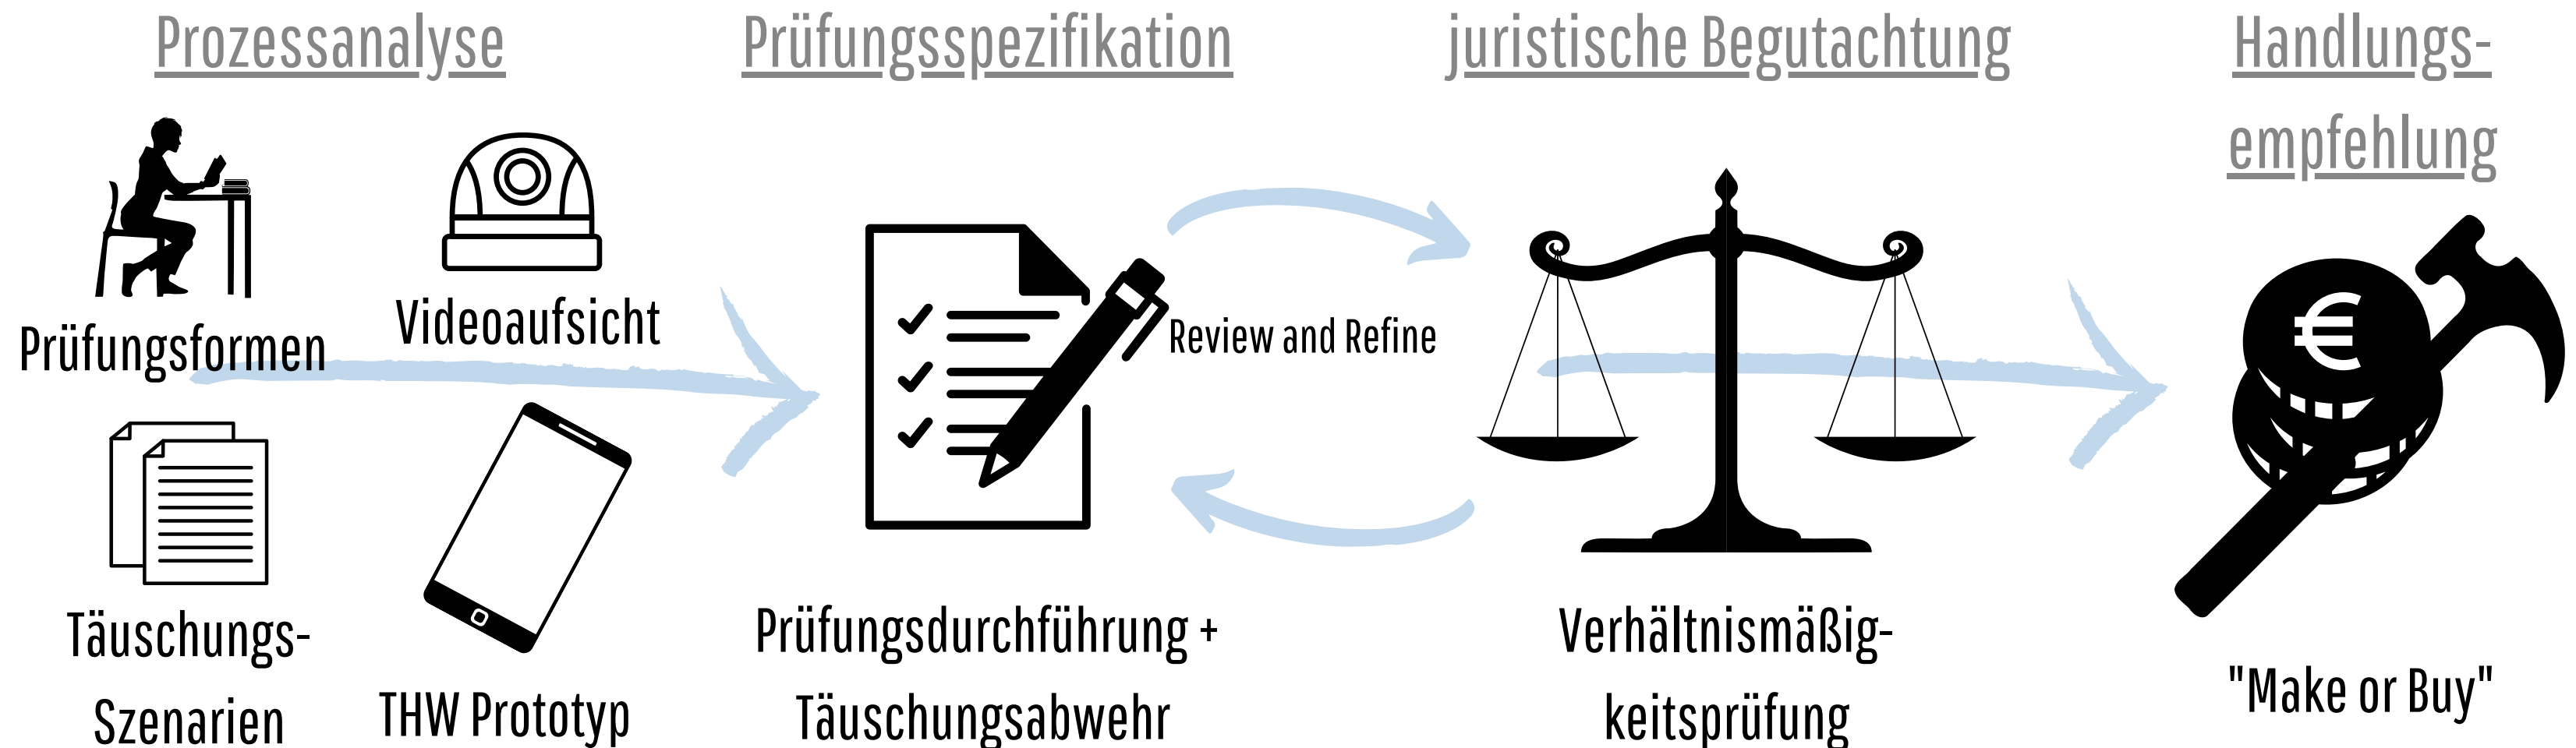 Prozessanalyse
Prüfungsspezifikation
juristische Begutachtung
Handlungs-
empfehlung
Prüfungsformen
Videoaufsicht
Täuschungs-
Szenarien
THW Prototyp
Review and Refine
Prüfungsdurchführung +
Täuschungsabwehr
Verhältnismäßig-
keitsprüfung
€
"Make or Buy"